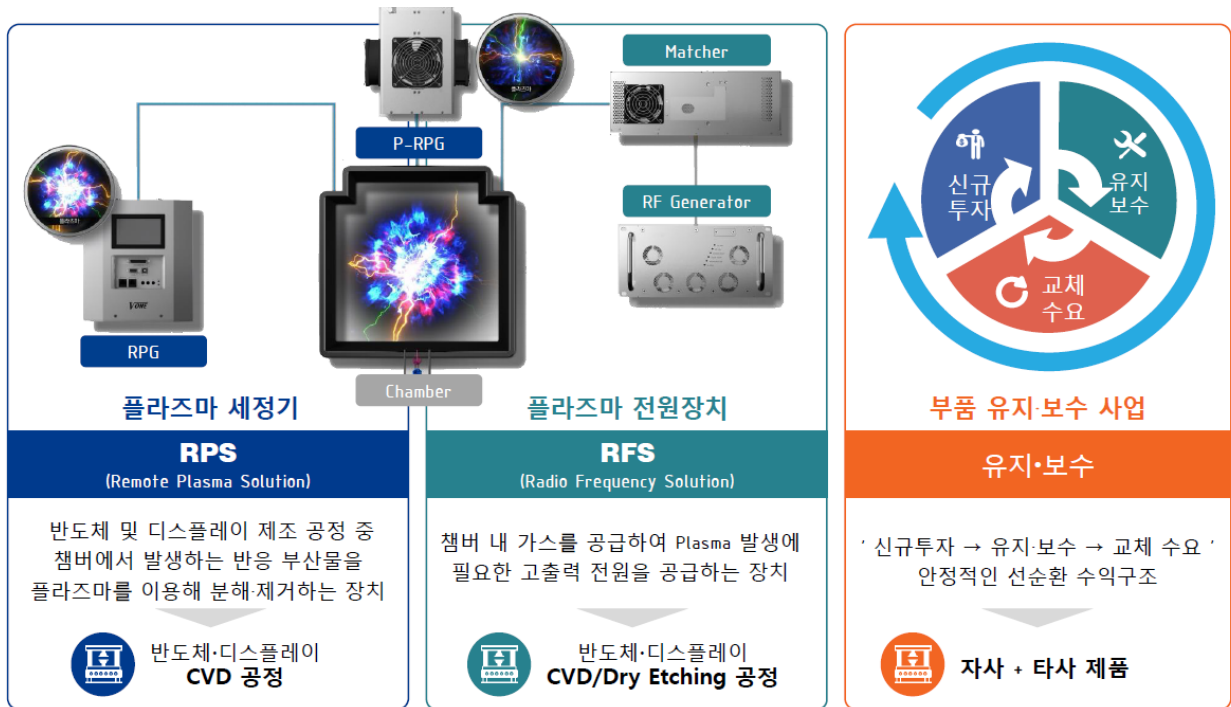 플라즈마
Matcher
P-RPG
플라즈마
RF Generator
RPG
Chamber
신규
투자
유지
보수
교체
수요
플라즈마 세정기
RPS
(Remote Plasma Solution)
반도체 및 디스플레이 제조 공정 중
챔버에서 발생하는 반응 부산물을
플라즈마를 이용해 분해·제거하는 장치
반도체·디스플레이
CVD 공정
플라즈마 전원장치
RFS
(Radio Frequency Solution)
챔버 내 가스를 공급하여 Plasma 발생에
필요한 고출력 전원을 공급하는 장치
반도체·디스플레이
CVD/Dry Etching 공정
부품 유지·보수 사업
유지·보수
' 신규투자 → 유지·보수 → 교체 수요 '
안정적인 선순환 수익구조
자사 + 타사 제품